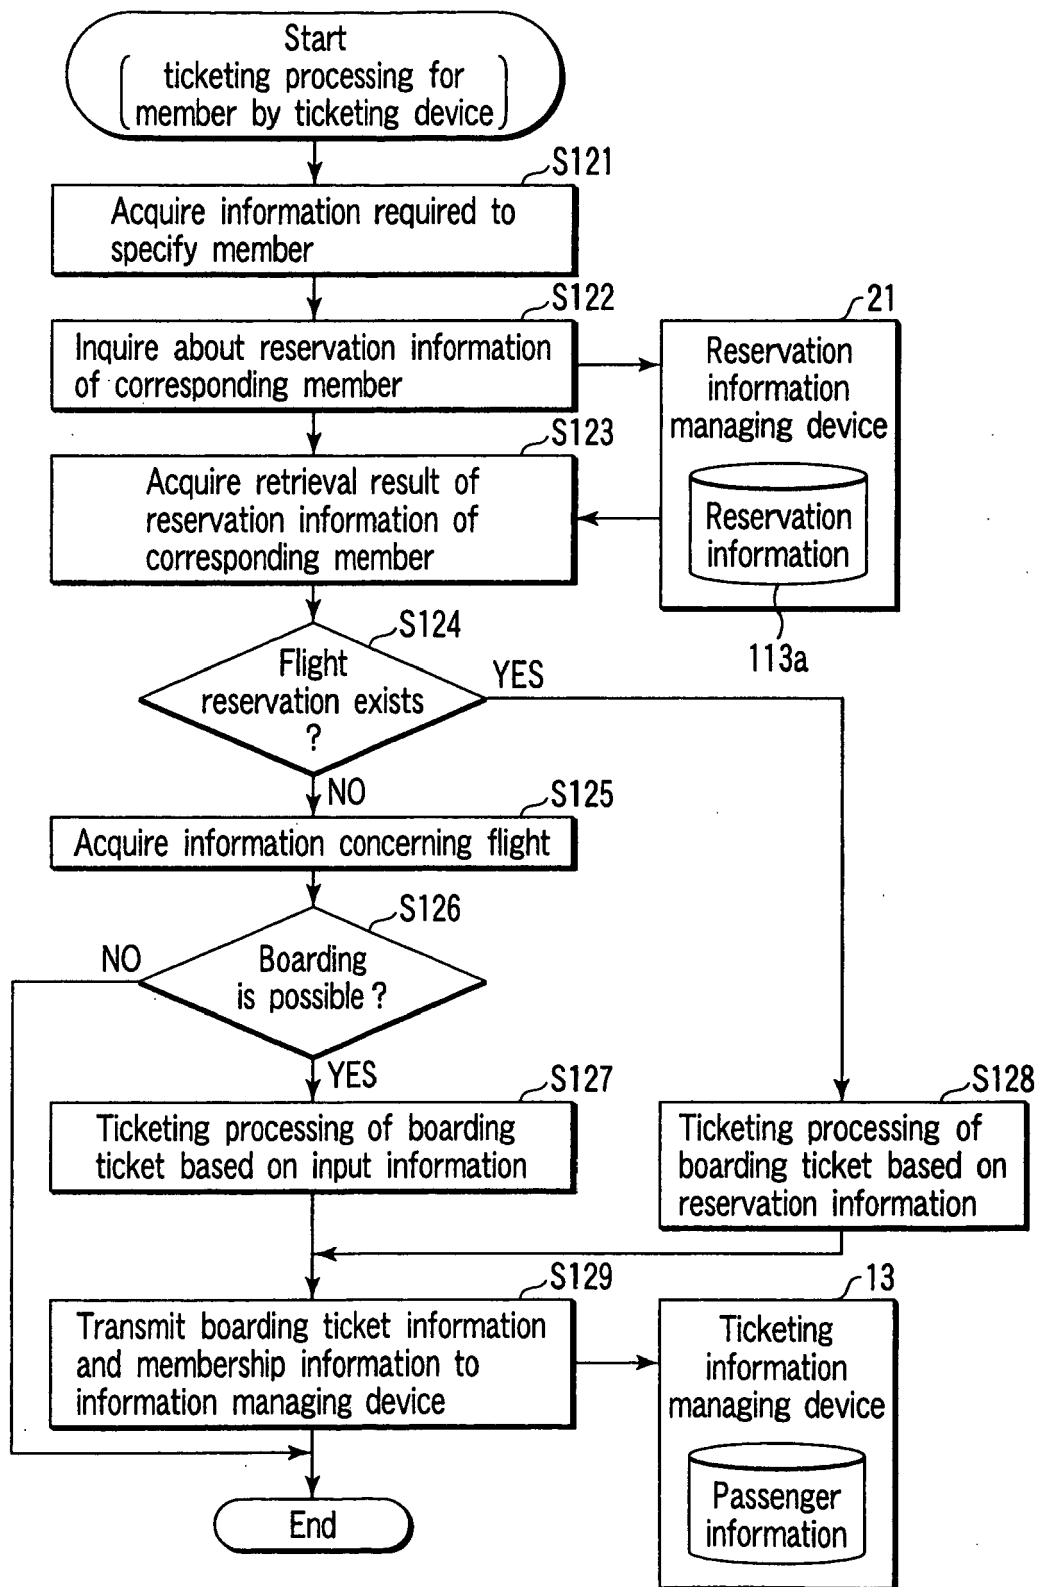 Start
ticketing processing for
member by ticketing device
S121
Acquire information required to
specify member
S122
Inquire about reservation information
of corresponding member
21
Reservation
information
managing device
Reservation
information
113a
S123
Acquire retrieval result of
reservation information of
corresponding member
S124
Flight
reservation exists
?
YES
NO
S125
Acquire information concerning flight
S126
Boarding
is possible ?
NO
YES
S127
Ticketing processing of boarding
ticket based on input information
S128
Ticketing processing of
boarding ticket based on
reservation information
S129
Transmit boarding ticket information
and membership information to
information managing device
13
Ticketing
information
managing device
Passenger
information
End